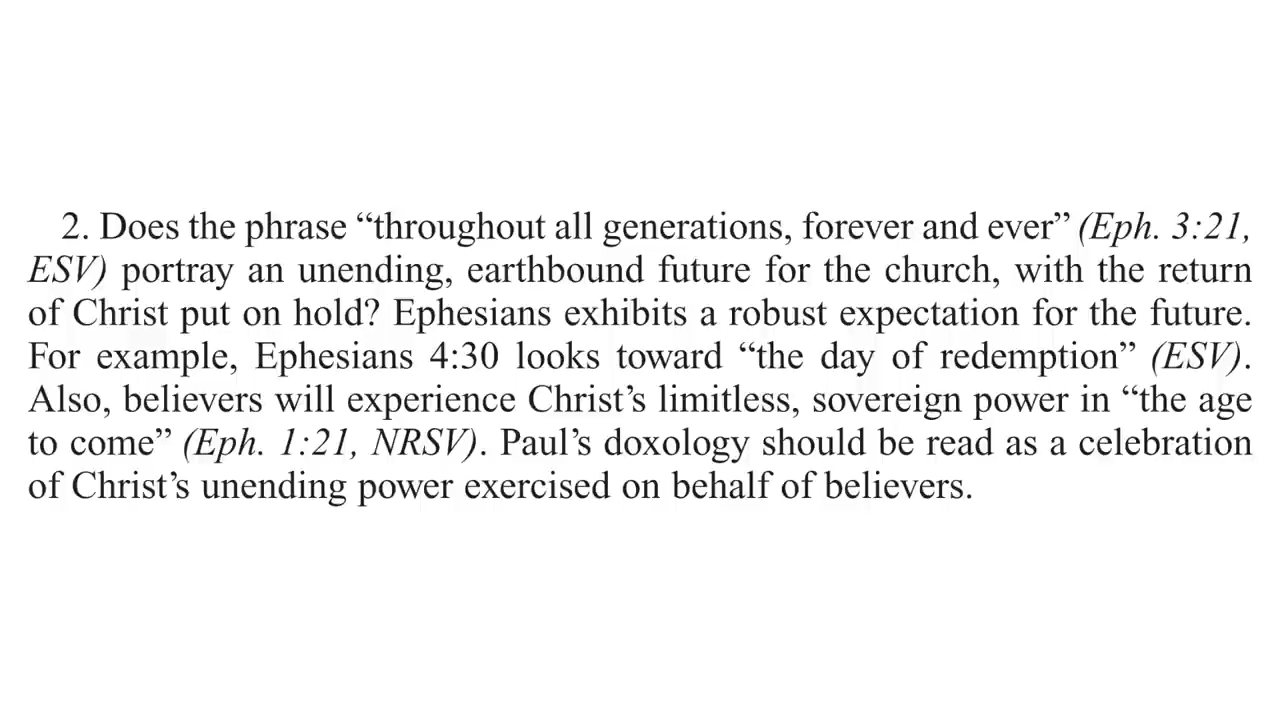 2. Does the phrase “throughout all generations, forever and ever” (Eph. 3:21,
ESV) portray an unending, earthbound future for the church, with the return
of Christ put on hold? Ephesians exhibits a robust expectation for the future.
For example, Ephesians 4:30 looks toward “the day of redemption” (ESV).
Also, believers will experience Christ’s limitless, sovereign power in “the age
to come” (Eph. 1:21, NRSV). Paul’s doxology should be read as a celebration
of Christ’s unending power exercised on behalf of believers.